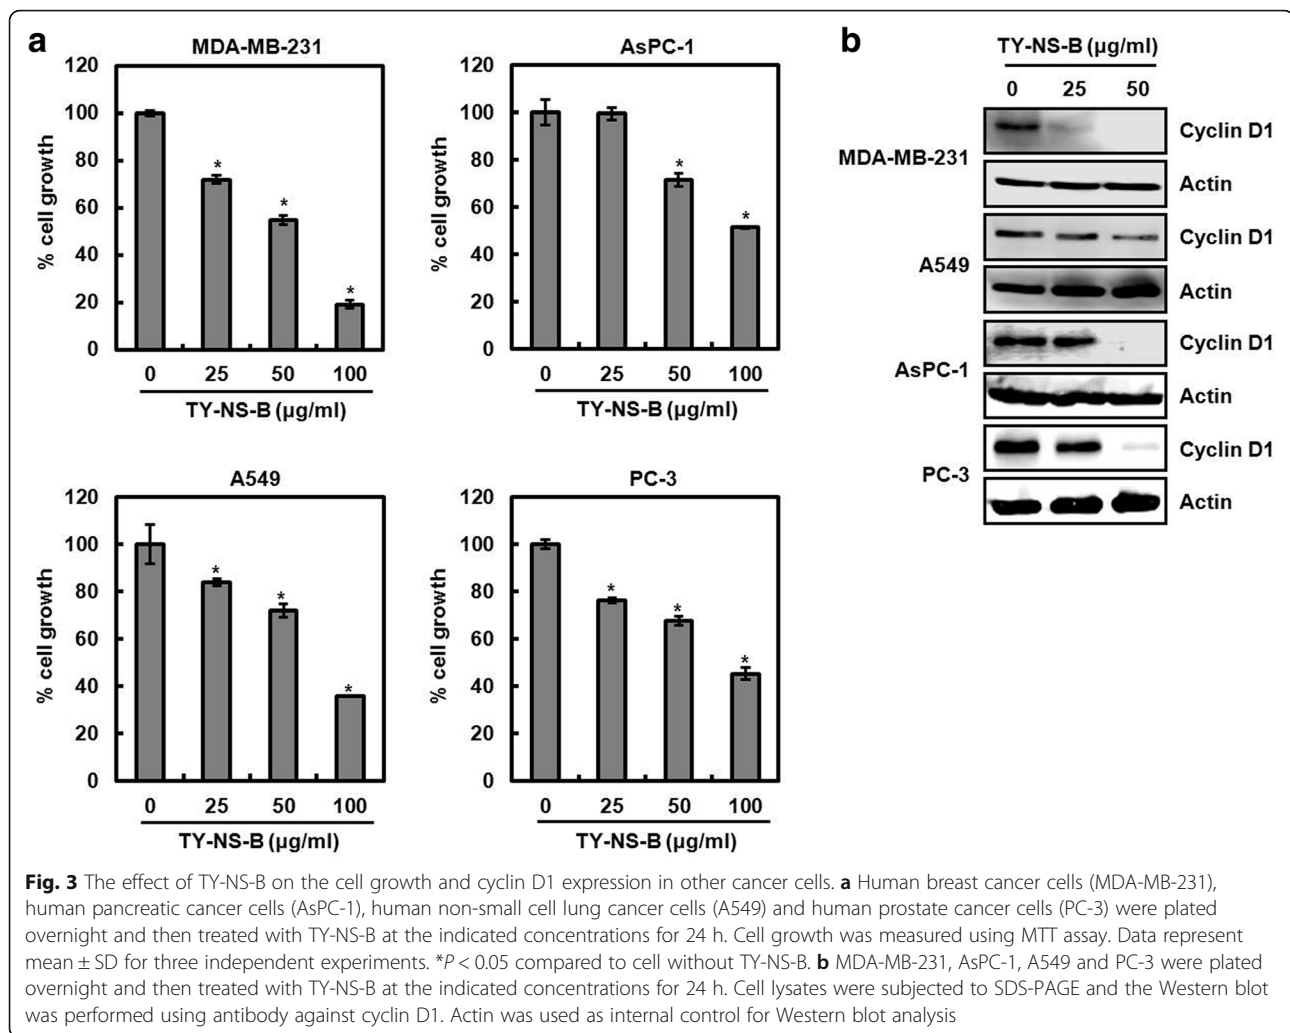 a
MDA-MB-231
120
100
80
60
40
20
0
% cell growth
*
*
*
0 25 50 100
TY-NS-B (µg/ml)
AsPC-1
120
100
80
60
40
20
0
% cell growth
*
*
0 25 50 100
TY-NS-B (µg/ml)
A549
120
100
80
60
40
20
0
% cell growth
*
*
*
0 25 50 100
TY-NS-B (µg/ml)
PC-3
120
100
80
60
40
20
0
% cell growth
*
*
*
0 25 50 100
TY-NS-B (µg/ml)
b
TY-NS-B (µg/ml)
0 25 50
MDA-MB-231
Cyclin D1
Actin
A549
Cyclin D1
Actin
AsPC-1
Cyclin D1
Actin
PC-3
Cyclin D1
Actin
Fig. 3 The effect of TY-NS-B on the cell growth and cyclin D1 expression in other cancer cells. a Human breast cancer cells (MDA-MB-231),
human pancreatic cancer cells (AsPC-1), human non-small cell lung cancer cells (A549) and human prostate cancer cells (PC-3) were plated
overnight and then treated with TY-NS-B at the indicated concentrations for 24 h. Cell growth was measured using MTT assay. Data represent
mean ± SD for three independent experiments. *P < 0.05 compared to cell without TY-NS-B. b MDA-MB-231, AsPC-1, A549 and PC-3 were plated
overnight and then treated with TY-NS-B at the indicated concentrations for 24 h. Cell lysates were subjected to SDS-PAGE and the Western blot
was performed using antibody against cyclin D1. Actin was used as internal control for Western blot analysis